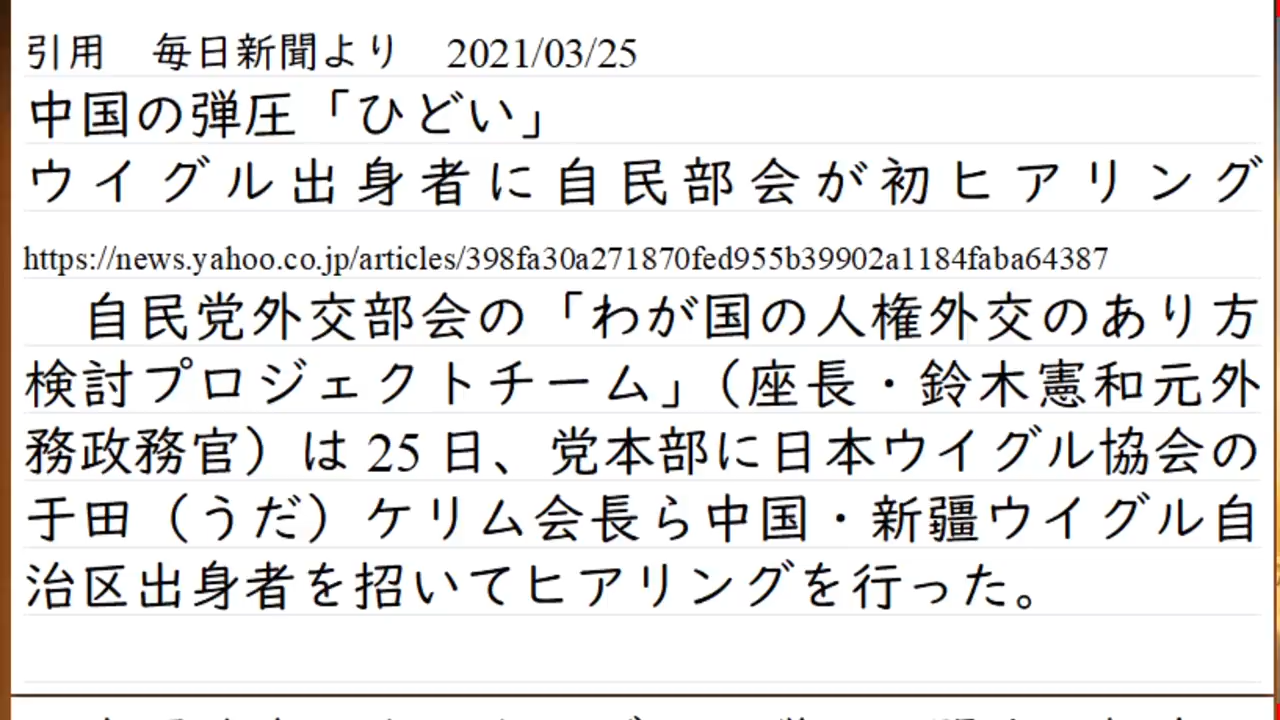 引用　毎日新聞より　2021/03/25
中国の弾圧「ひどい」
ウイグル出身者に自民部会が初ヒアリング
https://news.yahoo.co.jp/articles/398fa30a271870fed955b39902a1184faba64387
　自民党外交部会の「わが国の人権外交のあり方
検討プロジェクトチーム」（座長・鈴木憲和元外
務政務官）は 25 日、党本部に日本ウイグル協会の
于田（うだ）ケリム会長ら中国・新疆ウイグル自
治区出身者を招いてヒアリングを行った。